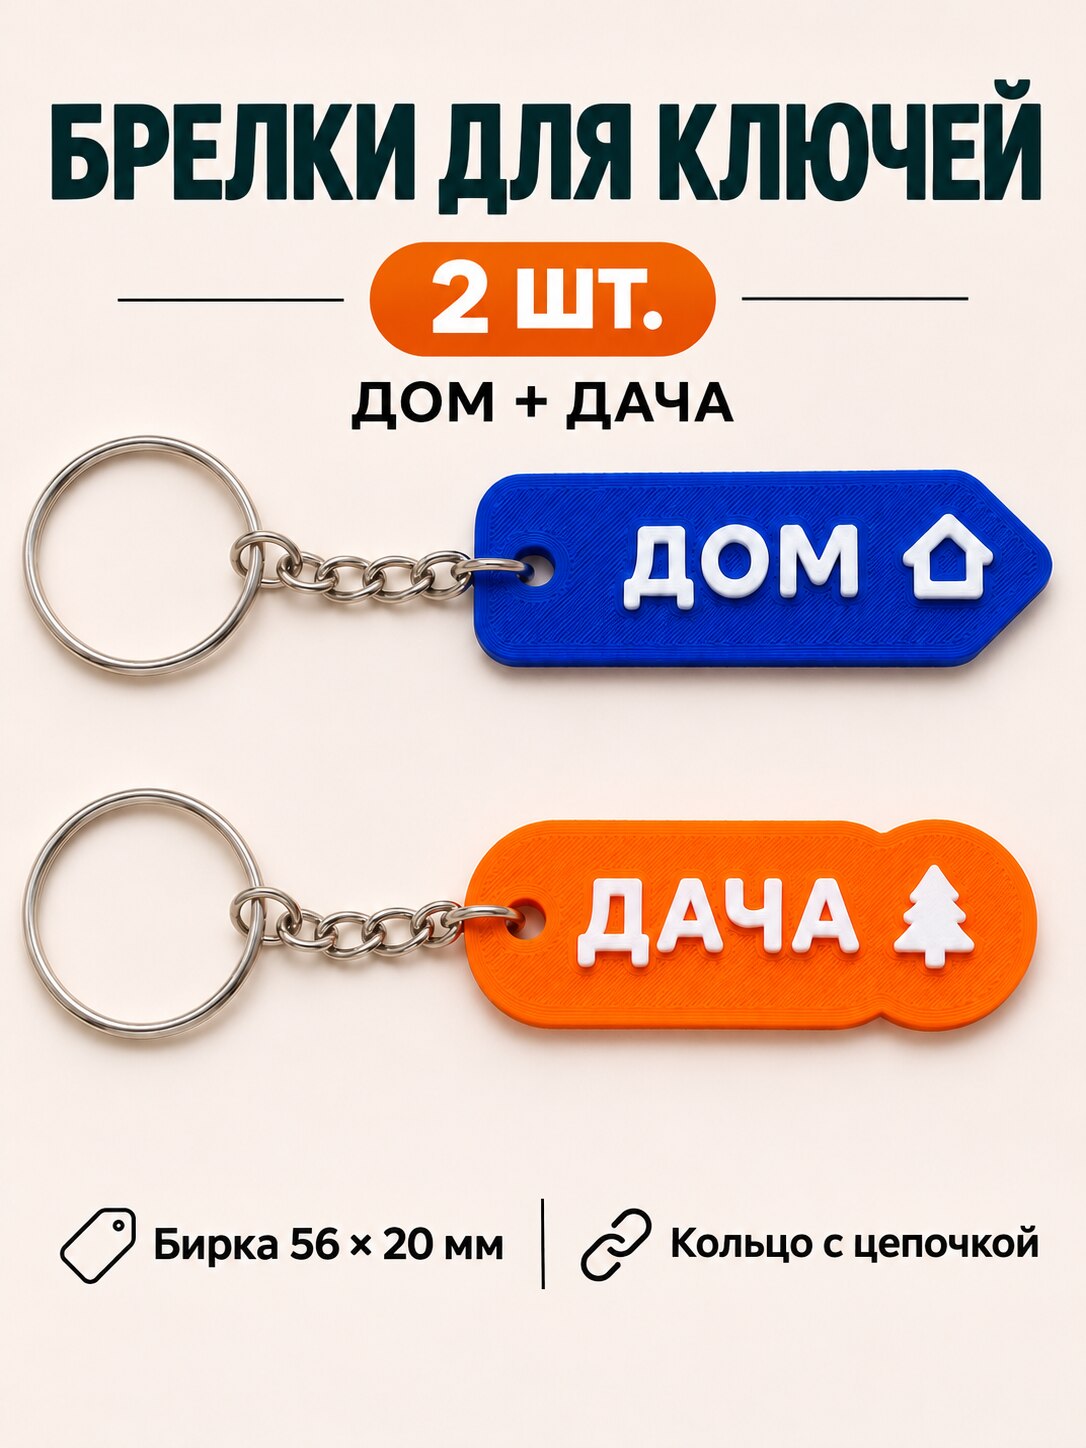 БРЕЛКИ ДЛЯ КЛЮЧЕЙ
2 ШТ.
ДОМ + ДАЧА
ДОМ
ДАЧА
Бирка 56 × 20 мм
Кольцо с цепочкой